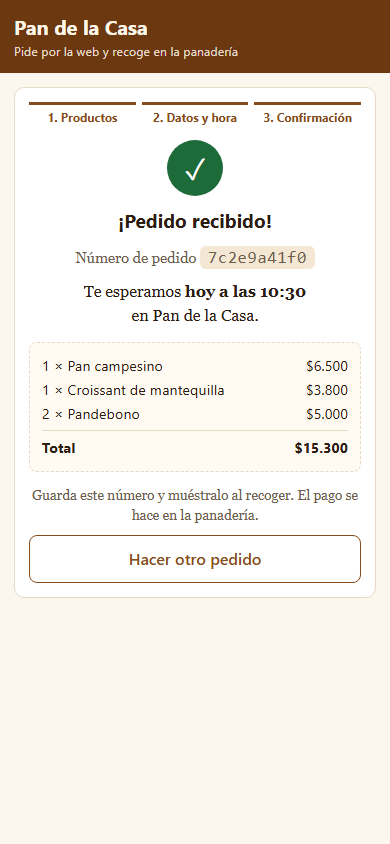 Pan de la Casa
Pide por la web y recoge en la panadería
1. Productos 2. Datos y hora 3. Confirmación
¡Pedido recibido!
Número de pedido 7c2e9a41f0
Te esperamos hoy a las 10:30
en Pan de la Casa.
1 × Pan campesino $6.500
1 × Croissant de mantequilla $3.800
2 × Pandebono $5.000
Total $15.300
Guarda este número y muéstralo al recoger. El pago se
hace en la panadería.
Hacer otro pedido